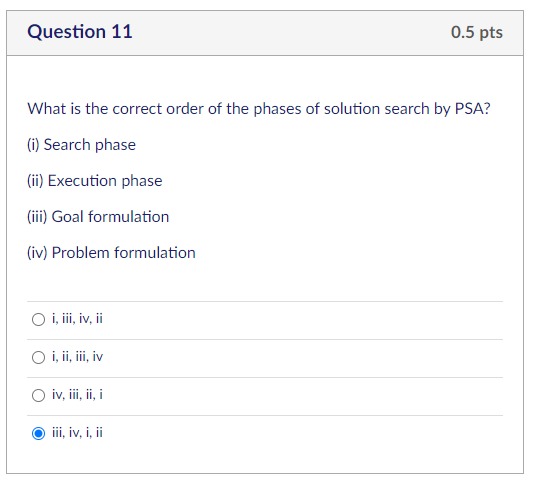 Question 11
0.5 pts
What is the correct order of the phases of solution search by PSA?
(i) Search phase
(ii) Execution phase
(iii) Goal formulation
(iv) Problem formulation
i, iii, iv, ii
i, ii, iii, iv
iv, iii, ii, i
iii, iv, i, ii